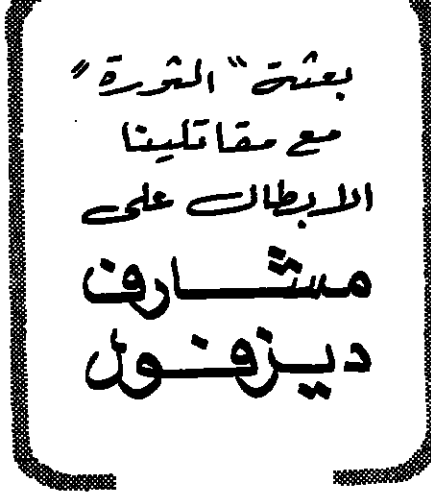 بعثة "الثورة"
مع مقاتلينا
الابطال على
مشارف
ديزفول